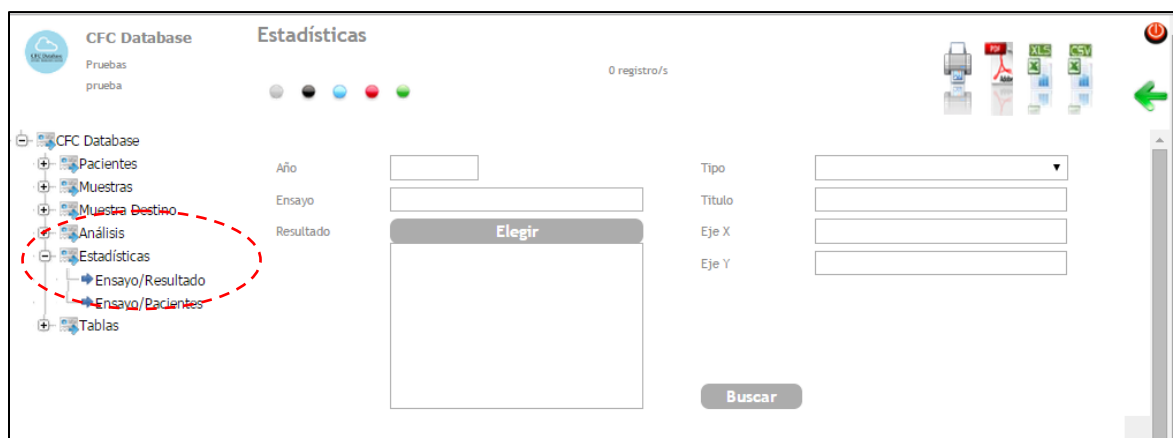 CFC Database
Pruebas
prueba
Estadísticas
0 registro/s
PDF
Adobe
XLS
CSV
CFC Database
Pacientes
Muestras
Muestra Destino
Análisis
Estadísticas
Ensayo/Resultado
Ensayo/Pacientes
Tablas
Año
Ensayo
Resultado
Elegir
Tipo
Titulo
Eje X
Eje Y
Buscar